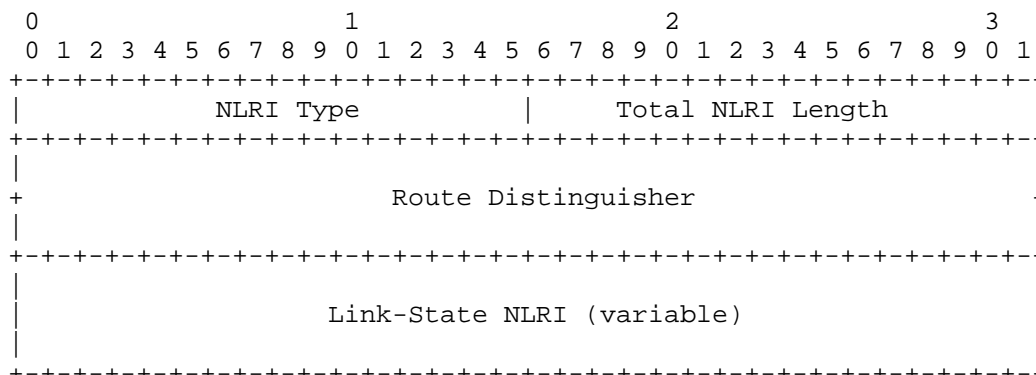 0                   1                   2                   3
0 1 2 3 4 5 6 7 8 9 0 1 2 3 4 5 6 7 8 9 0 1 2 3 4 5 6 7 8 9 0 1
+-+-+-+-+-+-+-+-+-+-+-+-+-+-+-+-+-+-+-+-+-+-+-+-+-+-+-+-+-+-+-+-
|            NLRI Type          |     Total NLRI Length
+-+-+-+-+-+-+-+-+-+-+-+-+-+-+-+-+-+-+-+-+-+-+-+-+-+-+-+-+-+-+-+-
|
+                       Route Distinguisher                     -
|
+-+-+-+-+-+-+-+-+-+-+-+-+-+-+-+-+-+-+-+-+-+-+-+-+-+-+-+-+-+-+-+-
|
|                   Link-State NLRI (variable)
|
+-+-+-+-+-+-+-+-+-+-+-+-+-+-+-+-+-+-+-+-+-+-+-+-+-+-+-+-+-+-+-+-